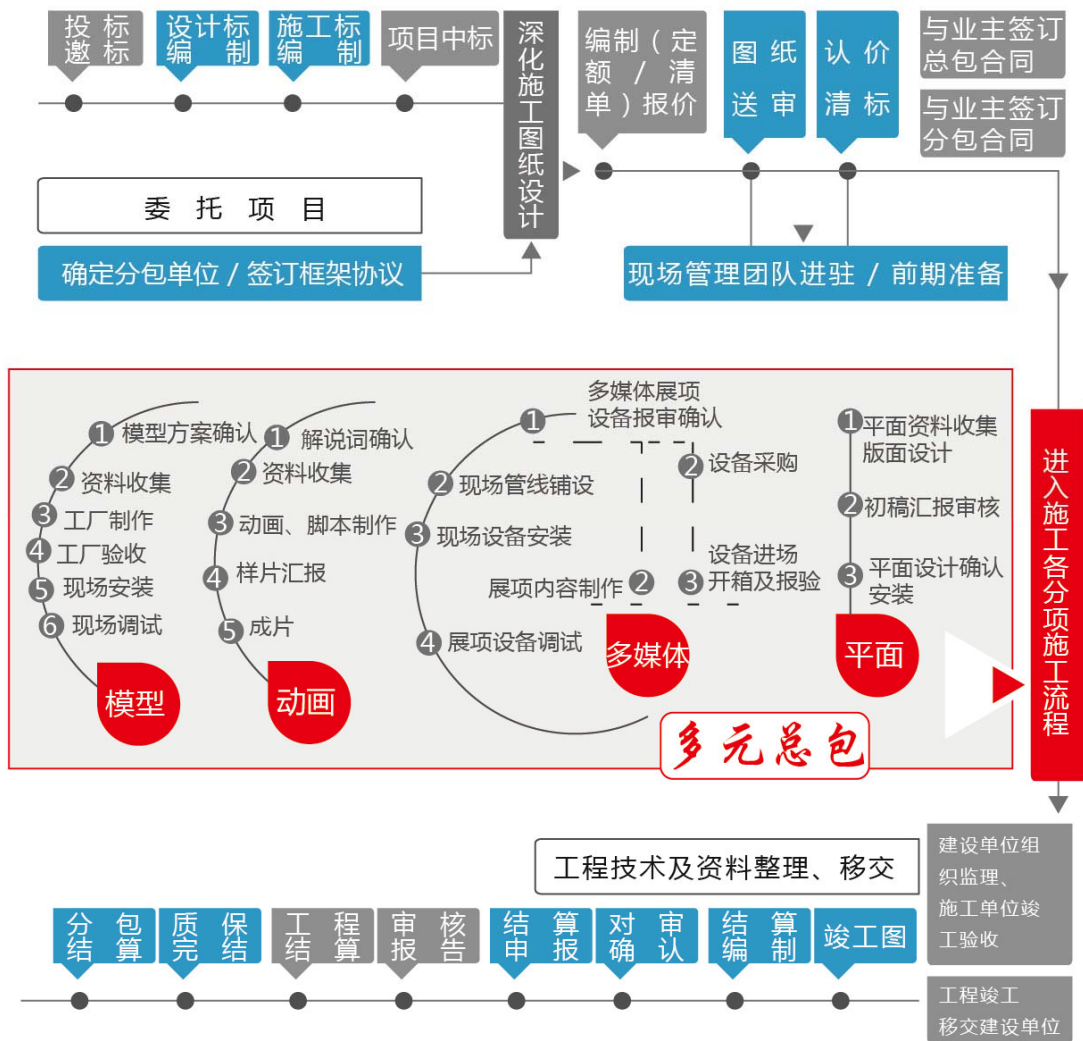 投标
邀标
设计标
编制
施工标
编制
项目中标
深化施工图纸设计
编制（定
额 / 清
单）报价
图纸
送审
认价
清标
与业主签订
总包合同
与业主签订
分包合同
委托项目
确定分包单位 / 签订框架协议
现场管理团队进驻 / 前期准备
1 模型方案确认
2 资料收集
3 工厂制作
4 工厂验收
5 现场安装
6 现场调试
模型
1 解说词确认
2 资料收集
3 动画、脚本制作
4 样片汇报
5 成片
动画
1 多媒体展项
设备报审确认
2 现场管线铺设
3 现场设备安装
4 展项设备调试
2 设备采购
展项内容制作 2
3 设备进场
开箱及报验
多媒体
1 平面资料收集
版面设计
2 初稿汇报审核
3 平面设计确认
安装
平面
多元总包
进入施工各分项施工流程
工程技术及资料整理、移交
建设单位组
织监理、
施工单位竣
工验收
工程竣工
移交建设单位
分包
结算
质保
完结
工程
结算
审核
报告
结算
申报
对审
确认
结算
编制
竣工图